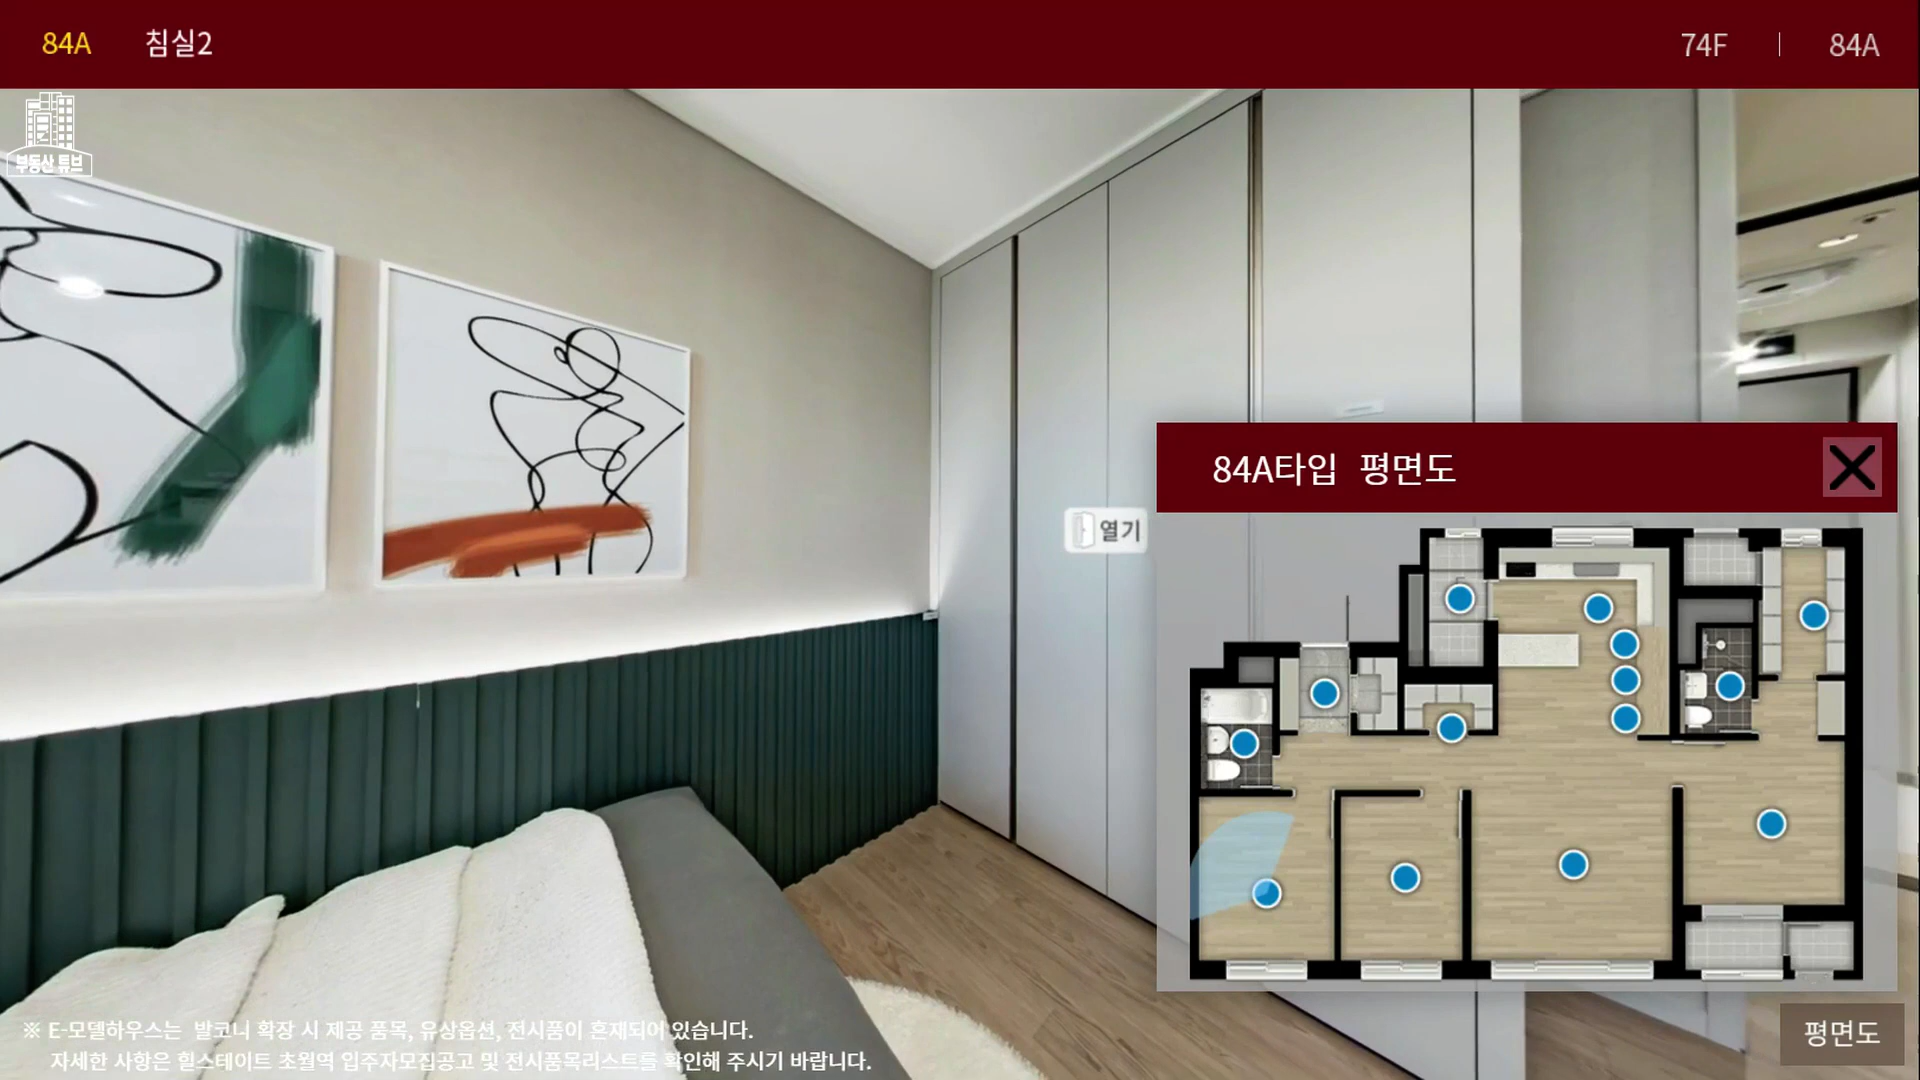 84A 침실2
74F | 84A
부동산 튜브
열기
84A타입 평면도
※ E-모델하우스는 발코니 확장 시 제공 품목, 유상옵션, 전시품이 혼재되어 있습니다.
자세한 사항은 힐스테이트 초월역 입주자모집공고 및 전시품목리스트를 확인해 주시기 바랍니다.
평면도